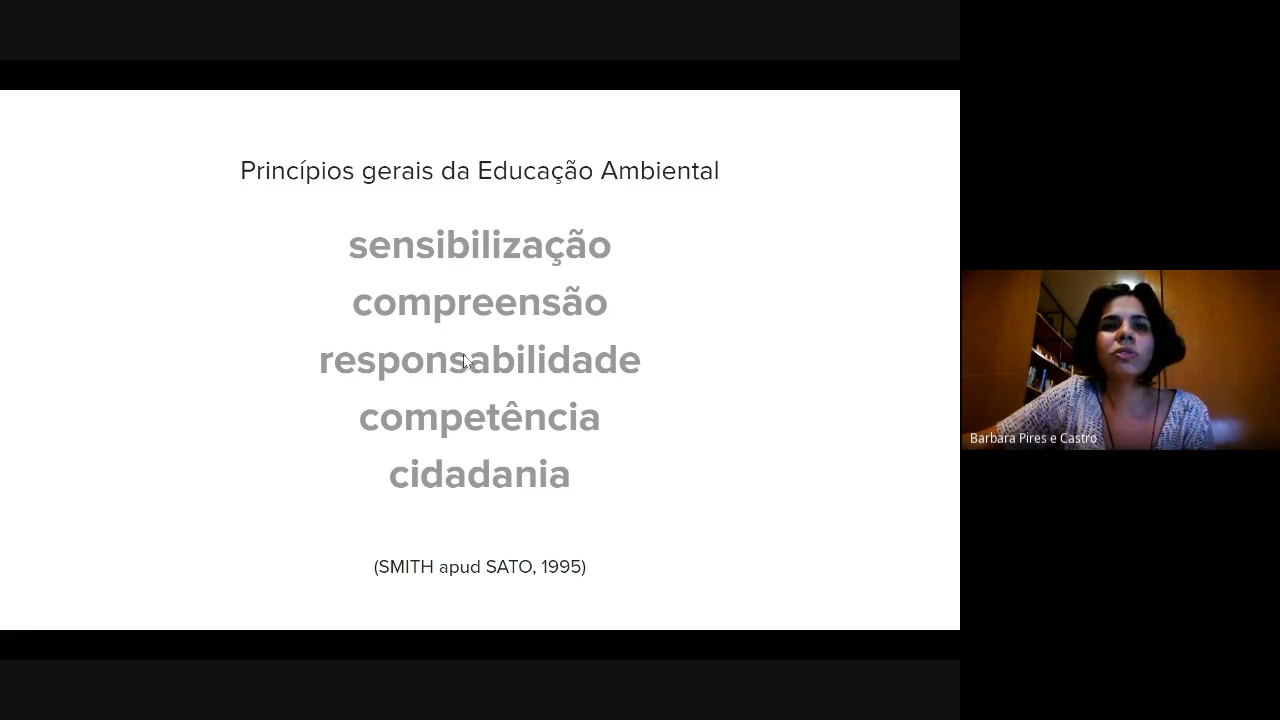 Princípios gerais da Educação Ambiental
sensibilização
compreensão
responsabilidade
competência
cidadania
(SMITH apud SATO, 1995)
Barbara Pires e Castro